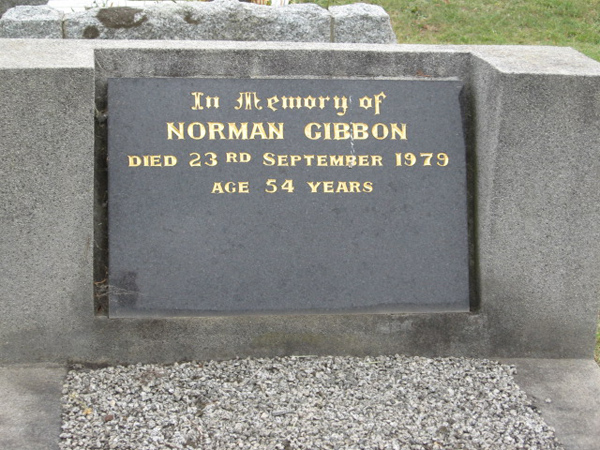 In Memory of
NORMAN GIBBON
DIED 23RD SEPTEMBER 1979
AGE 54 YEARS